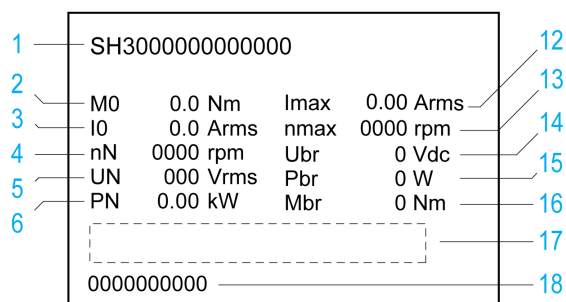 1 SH3000000000000 12
2 M0 0.0 Nm Imax 0.00 Arms 13
3 I0 0.0 Arms nmax 0000 rpm 14
4 nN 0000 rpm Ubr 0 Vdc 15
5 UN 000 Vrms Pbr 0 W
6 PN 0.00 kW Mbr 0 Nm 16
17
0000000000 18